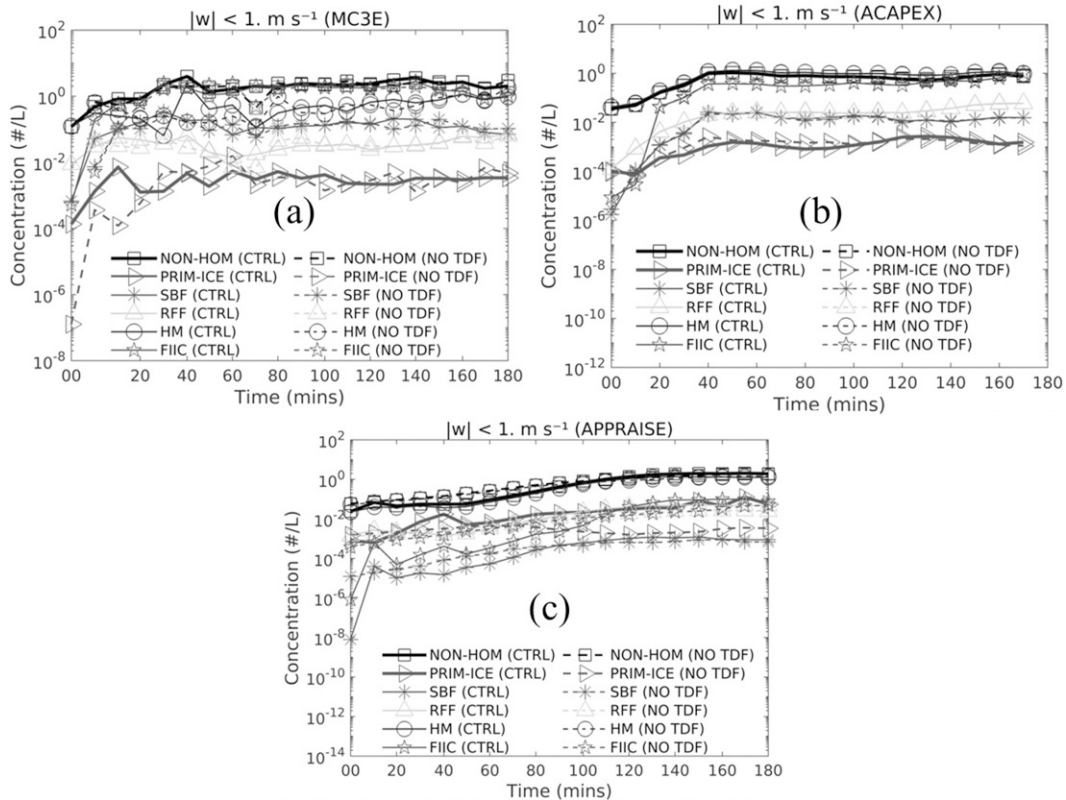 |w| < 1. m s⁻¹ (MC3E)
10²
10⁰
10⁻²
10⁻⁴
10⁻⁶
10⁻⁸
Concentration (#/L)
(a)
NON-HOM (CTRL) NON-HOM (NO TDF)
PRIM-ICE (CTRL) PRIM-ICE (NO TDF)
SBF (CTRL) SBF (NO TDF)
RFF (CTRL) RFF (NO TDF)
HM (CTRL) HM (NO TDF)
FIIC (CTRL) FIIC (NO TDF)
00 20 40 60 80 100 120 140 160 180
Time (mins)
|w| < 1. m s⁻¹ (ACAPEX)
10²
10⁰
10⁻²
10⁻⁴
10⁻⁶
10⁻⁸
10⁻¹⁰
10⁻¹²
Concentration (#/L)
(b)
NON-HOM (CTRL) NON-HOM (NO TDF)
PRIM-ICE (CTRL) PRIM-ICE (NO TDF)
SBF (CTRL) SBF (NO TDF)
RFF (CTRL) RFF (NO TDF)
HM (CTRL) HM (NO TDF)
FIIC (CTRL) FIIC (NO TDF)
00 20 40 60 80 100 120 140 160 180
Time (mins)
|w| < 1. m s⁻¹ (APPRAISE)
10²
10⁰
10⁻²
10⁻⁴
10⁻⁶
10⁻⁸
10⁻¹⁰
10⁻¹²
10⁻¹⁴
Concentration (#/L)
(c)
NON-HOM (CTRL) NON-HOM (NO TDF)
PRIM-ICE (CTRL) PRIM-ICE (NO TDF)
SBF (CTRL) SBF (NO TDF)
RFF (CTRL) RFF (NO TDF)
HM (CTRL) HM (NO TDF)
FIIC (CTRL) FIIC (NO TDF)
00 20 40 60 80 100 120 140 160 180
Time (mins)